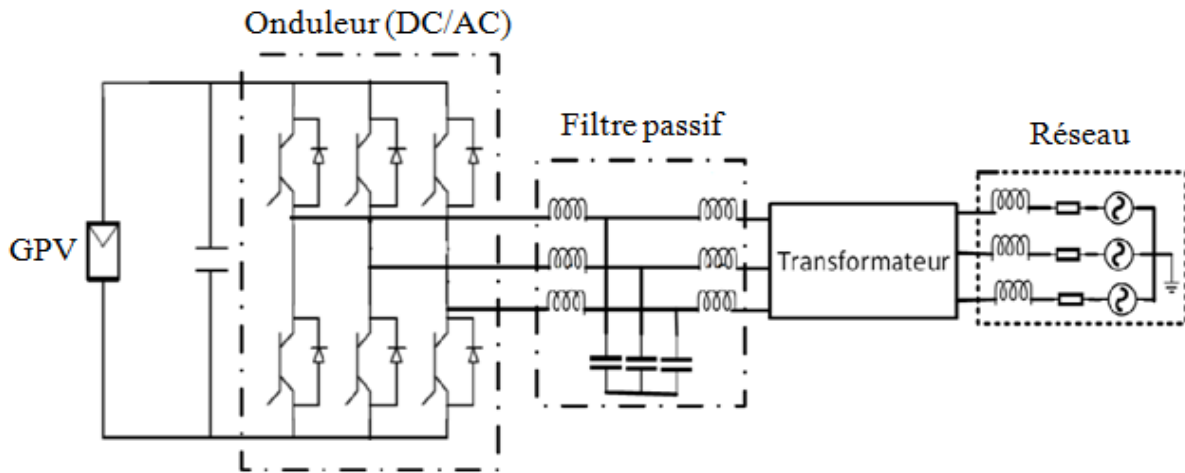 Onduleur (DC/AC)
Filtre passif
Réseau
GPV
Transformateur